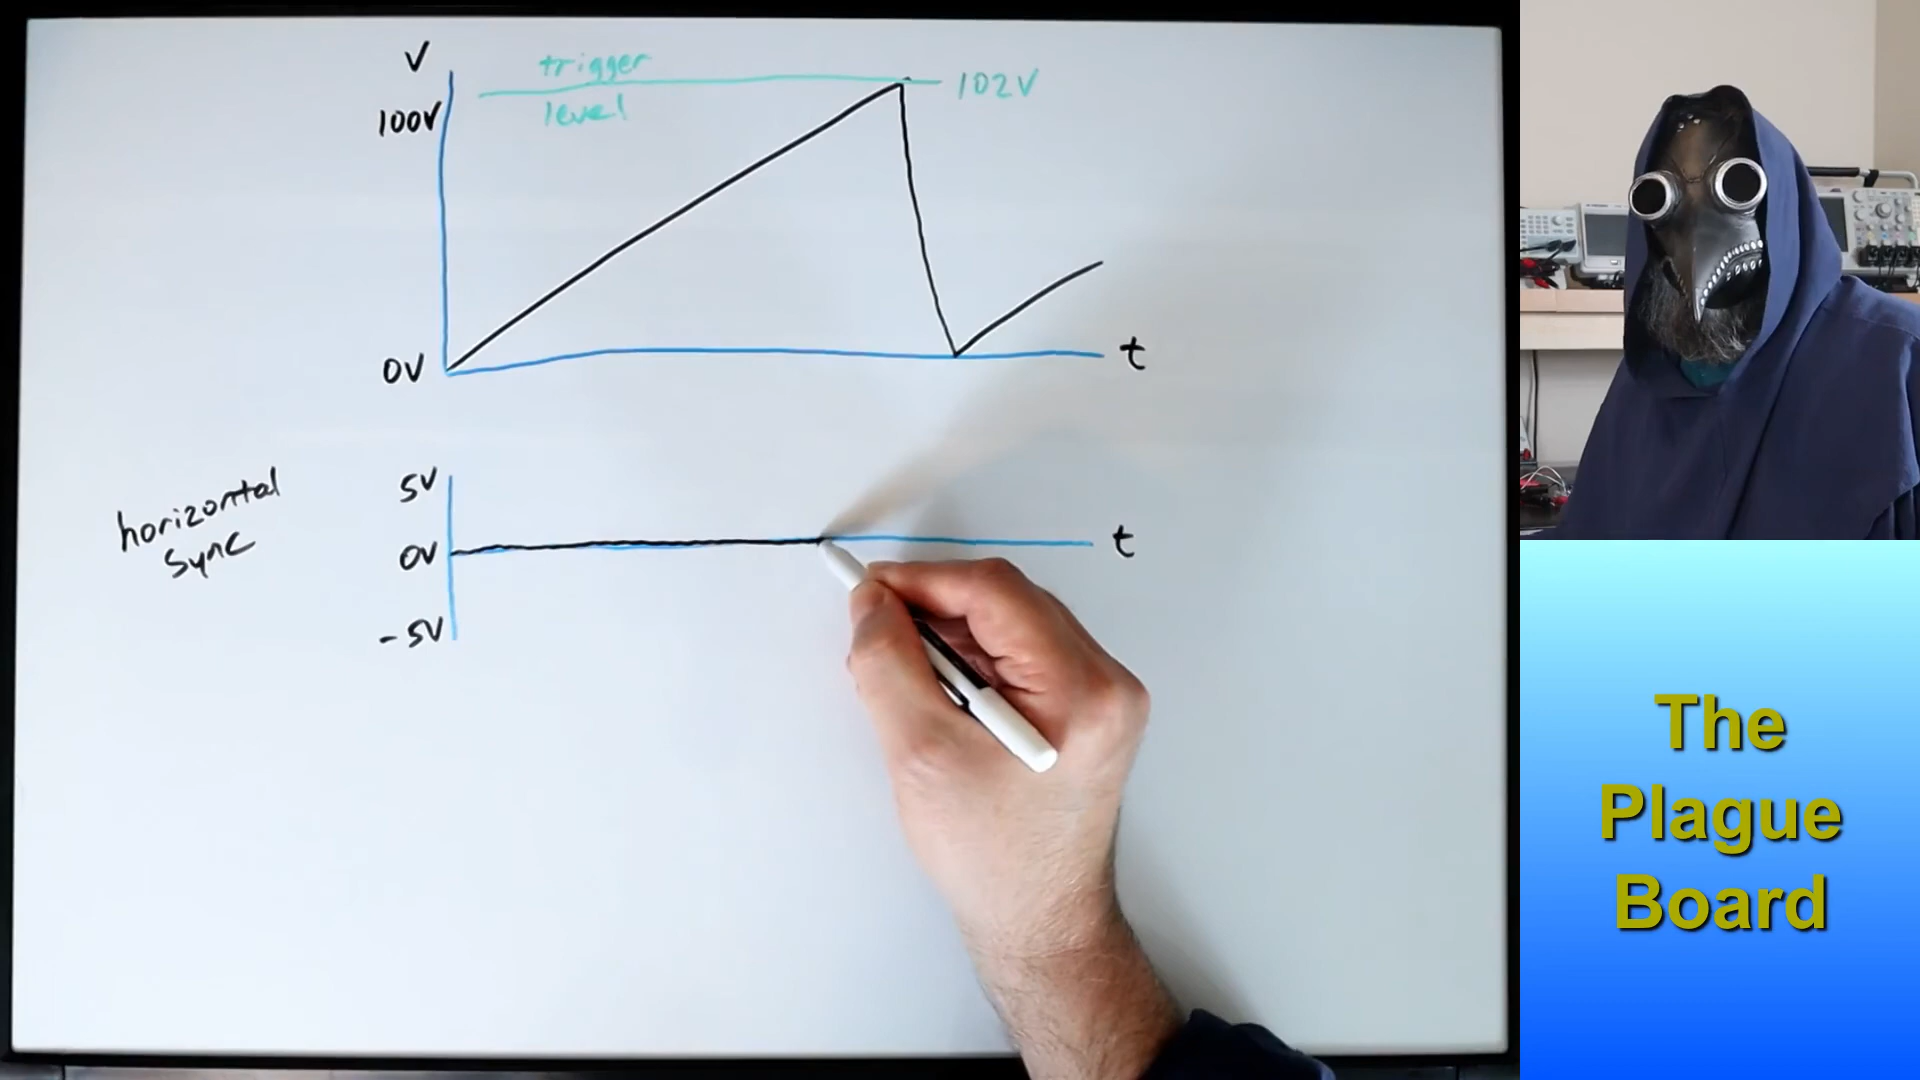 V
trigger
level
102V
100V
0V
t
horizontal
sync
5V
0V
-5V
t
The
Plague
Board